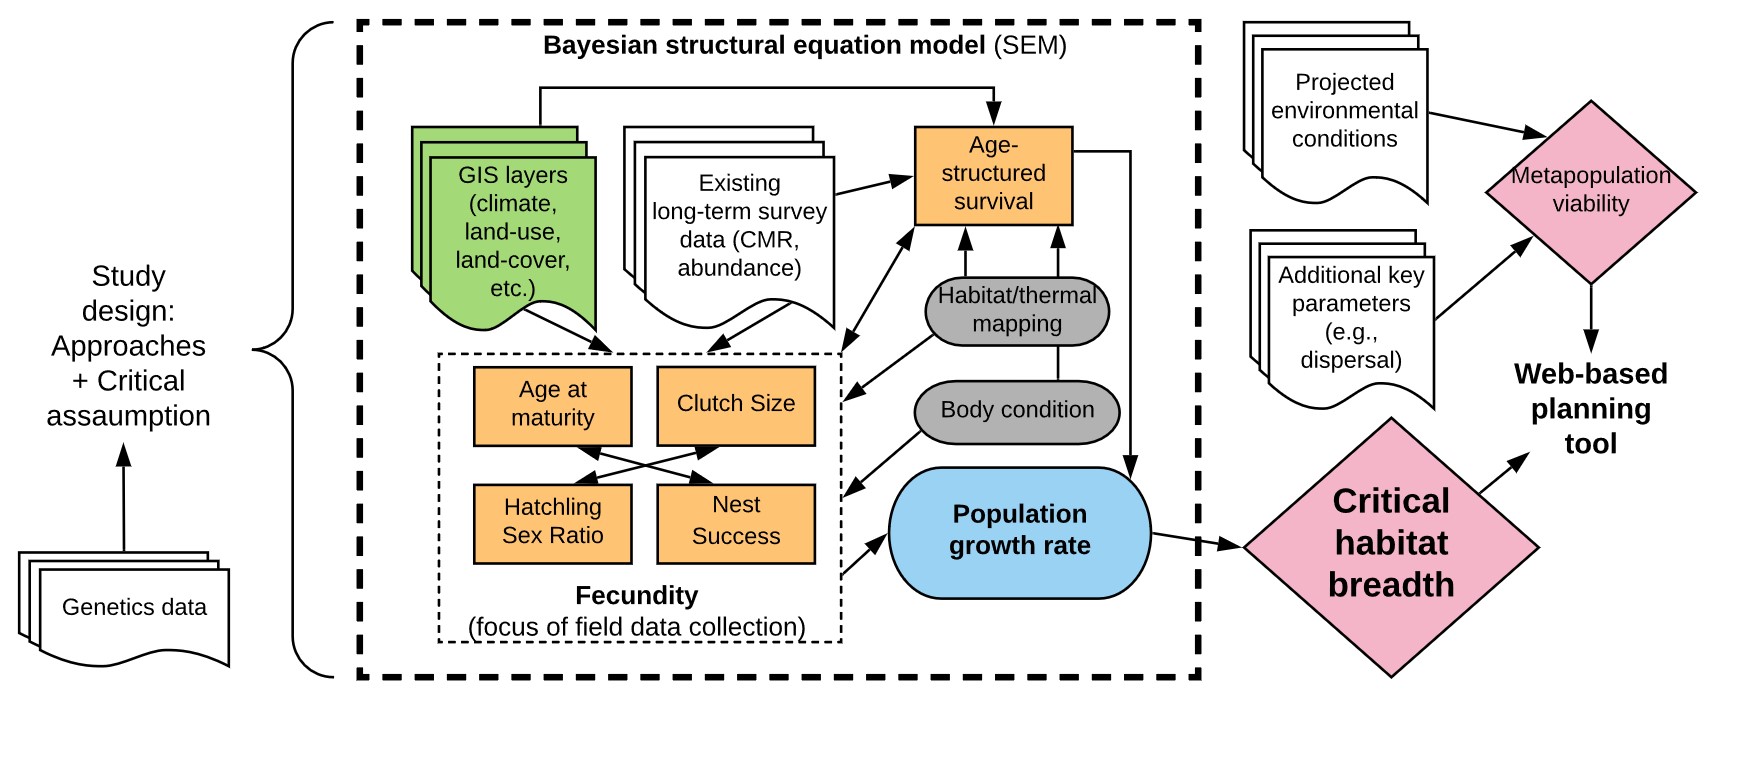 Bayesian structural equation model (SEM)
Study
design:
Approaches
+ Critical
assaumption
Genetics data
GIS layers
(climate,
land-use,
land-cover,
etc.)
Existing
long-term survey
data (CMR,
abundance)
Age-
structured
survival
Habitat/thermal
mapping
Body condition
Age at
maturity
Clutch Size
Hatchling
Sex Ratio
Nest
Success
Fecundity
(focus of field data collection)
Population
growth rate
Projected
environmental
conditions
Additional key
parameters
(e.g.,
dispersal)
Metapopulation
viability
Web-based
planning
tool
Critical
habitat
breadth